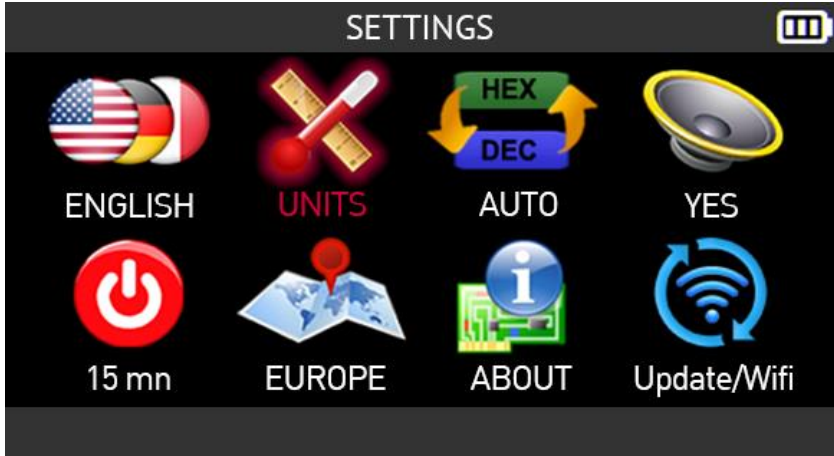 SETTINGS
HEX
DEC
ENGLISH UNITS AUTO YES
15 mn EUROPE ABOUT Update/Wifi